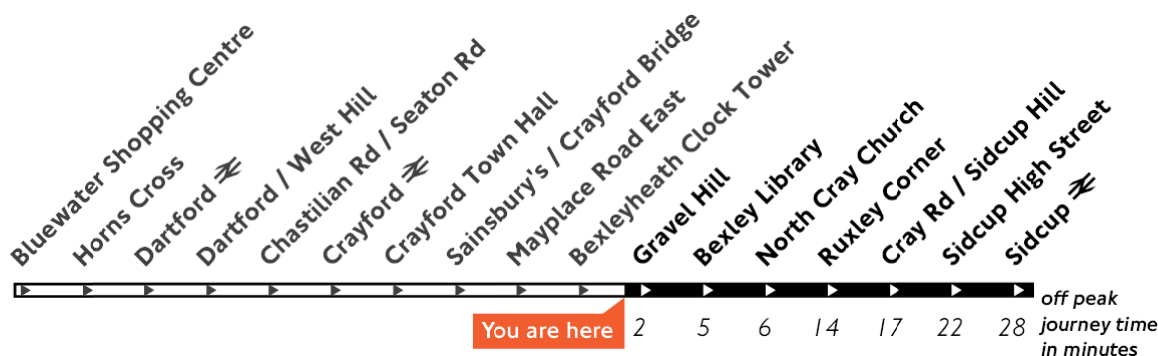 Bluewater Shopping Centre
Horns Cross
Dartford
Dartford / West Hill
Chastilian Rd / Seaton Rd
Crayford
Crayford Town Hall
Sainsbury's / Crayford Bridge
Mayplace Road East
Bexleyheath Clock Tower
Gravel Hill
Bexley Library
North Cray Church
Ruxley Corner
Cray Rd / Sidcup Hill
Sidcup High Street
Sidcup
You are here
2 5 6 14 17 22 28
off peak
journey time
in minutes